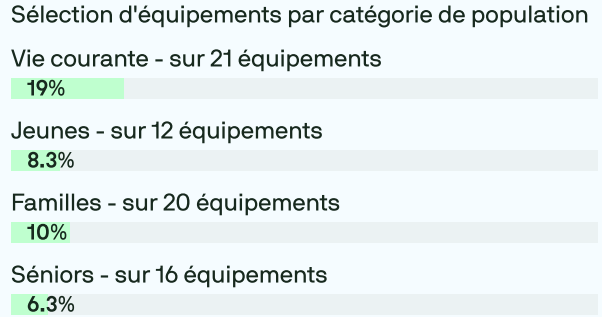 Sélection d'équipements par catégorie de population
Vie courante - sur 21 équipements
19%
Jeunes - sur 12 équipements
8.3%
Familles - sur 20 équipements
10%
Séniors - sur 16 équipements
6.3%